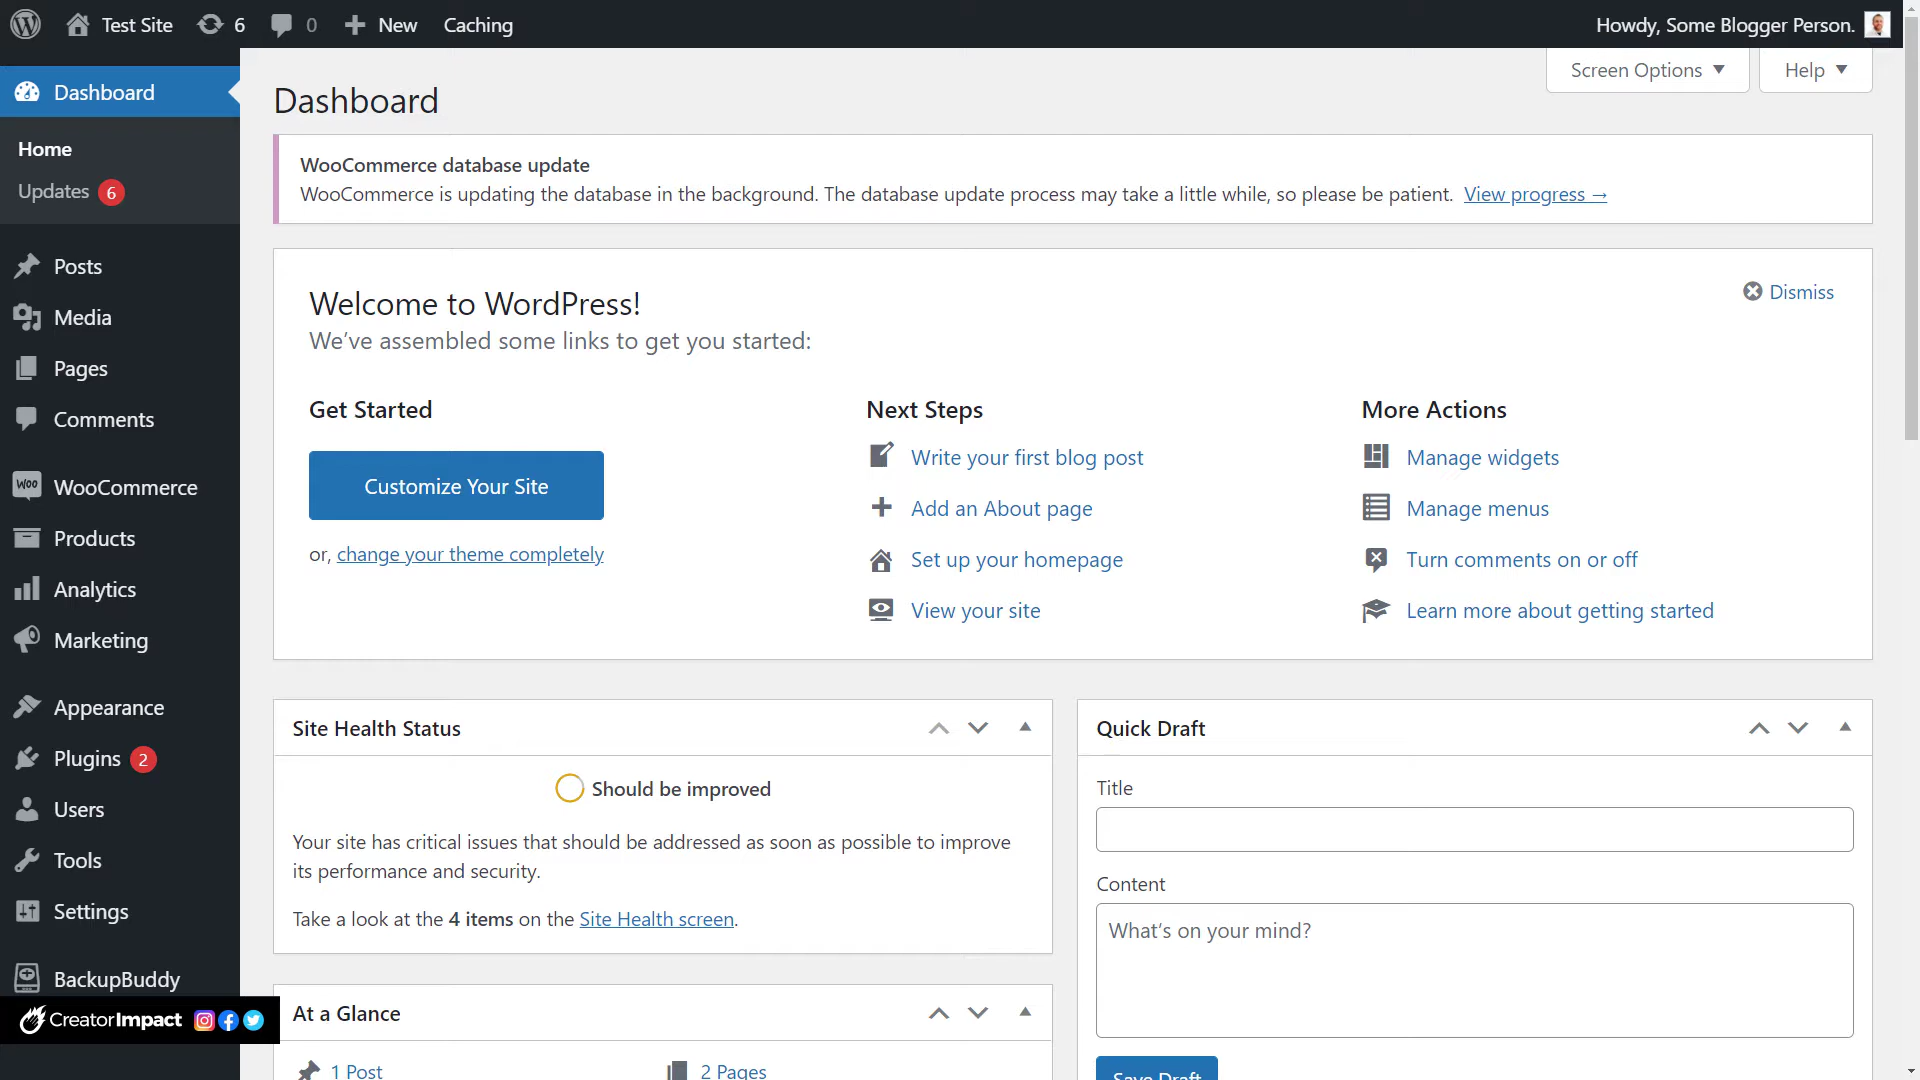 Test Site
6
0
New
Caching
Howdy, Some Blogger Person.
Dashboard
Home
Updates 6
Posts
Media
Pages
Comments
Woo
WooCommerce
Products
Analytics
Marketing
Appearance
Plugins 2
Users
Tools
Settings
BackupBuddy
CreatorImpact
Screen Options
Help
Dashboard
WooCommerce database update
WooCommerce is updating the database in the background. The database update process may take a little while, so please be patient. View progress →
Welcome to WordPress!
Dismiss
We’ve assembled some links to get you started:
Get Started
Customize Your Site
or, change your theme completely
Next Steps
Write your first blog post
Add an About page
Set up your homepage
View your site
More Actions
Manage widgets
Manage menus
Turn comments on or off
Learn more about getting started
Site Health Status
Should be improved
Your site has critical issues that should be addressed as soon as possible to improve
its performance and security.
Take a look at the 4 items on the Site Health screen.
At a Glance
1 Post
2 Pages
Quick Draft
Title
Content
What’s on your mind?
Save Draft